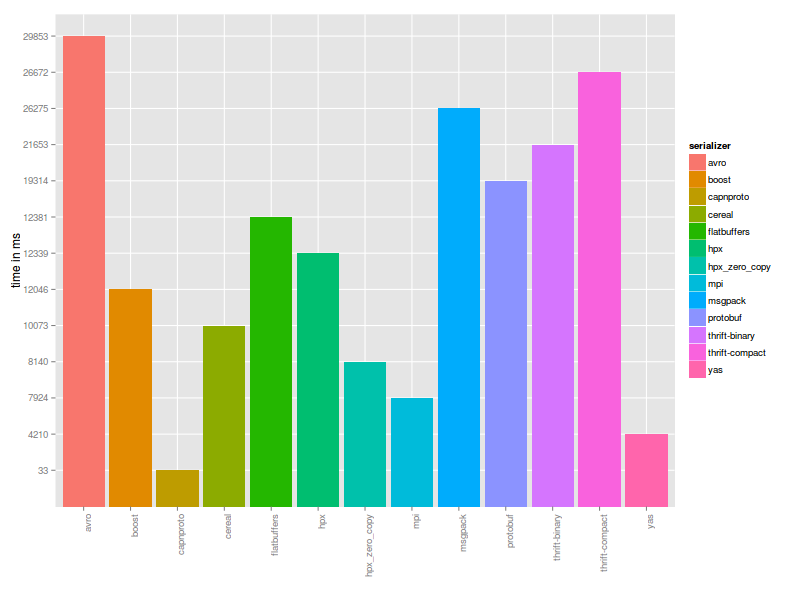 time in ms
29853
26672
26275
21653
19314
12381
12339
12046
10073
8140
7924
4210
33
avro
boost
capnproto
cereal
flatbuffers
hpx
hpx_zero_copy
mpi
msgpack
protobuf
thrift-binary
thrift-compact
yas
serializer
avro
boost
capnproto
cereal
flatbuffers
hpx
hpx_zero_copy
mpi
msgpack
protobuf
thrift-binary
thrift-compact
yas